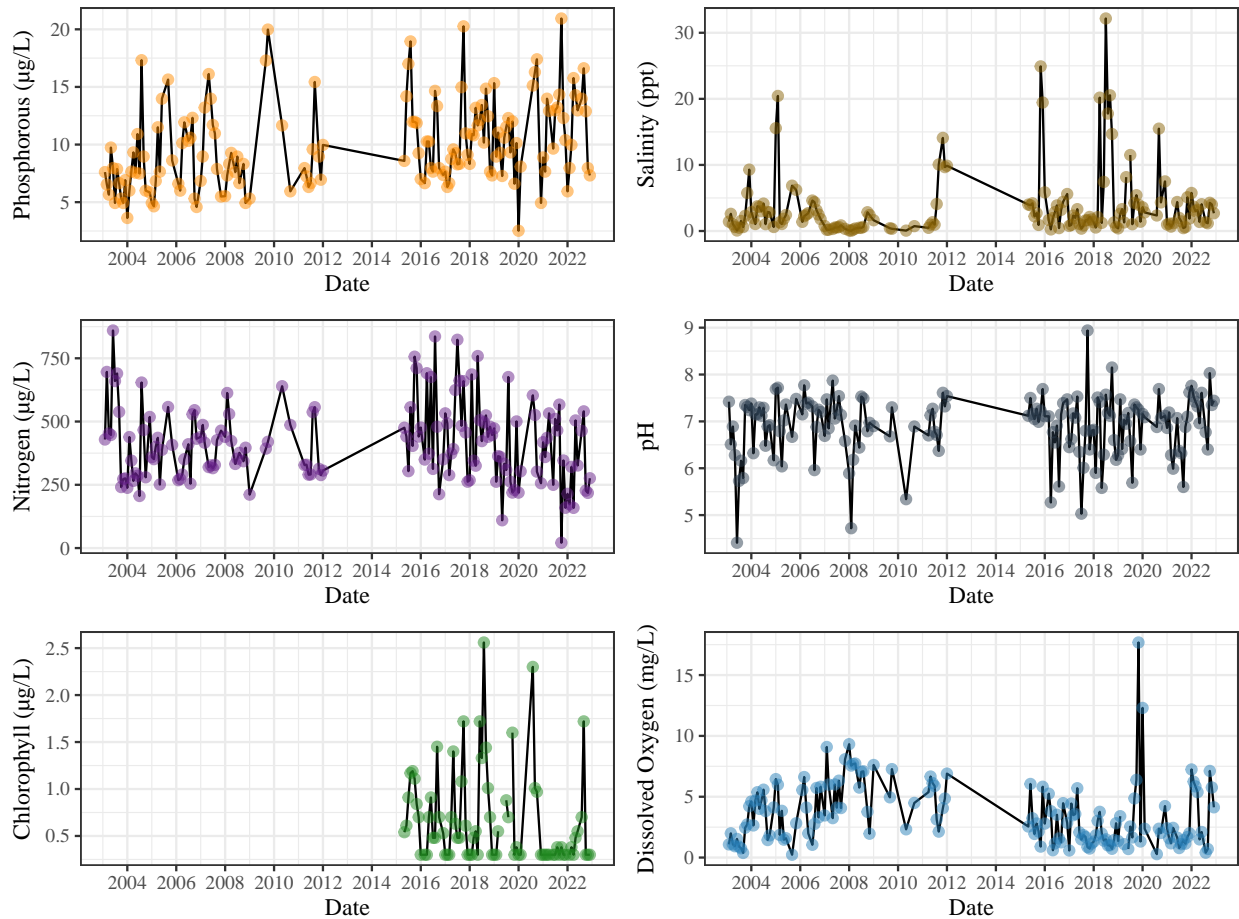 Phosphorous (μg/L)
20
15
10
5
2004 2006 2008 2010 2012 2014 2016 2018 2020 2022
Date
Salinity (ppt)
30
20
10
0
2004 2006 2008 2010 2012 2014 2016 2018 2020 2022
Date
Nitrogen (μg/L)
750
500
250
0
2004 2006 2008 2010 2012 2014 2016 2018 2020 2022
Date
pH
9
8
7
6
5
2004 2006 2008 2010 2012 2014 2016 2018 2020 2022
Date
Chlorophyll (μg/L)
2.5
2.0
1.5
1.0
0.5
2004 2006 2008 2010 2012 2014 2016 2018 2020 2022
Date
Dissolved Oxygen (mg/L)
15
10
5
0
2004 2006 2008 2010 2012 2014 2016 2018 2020 2022
Date